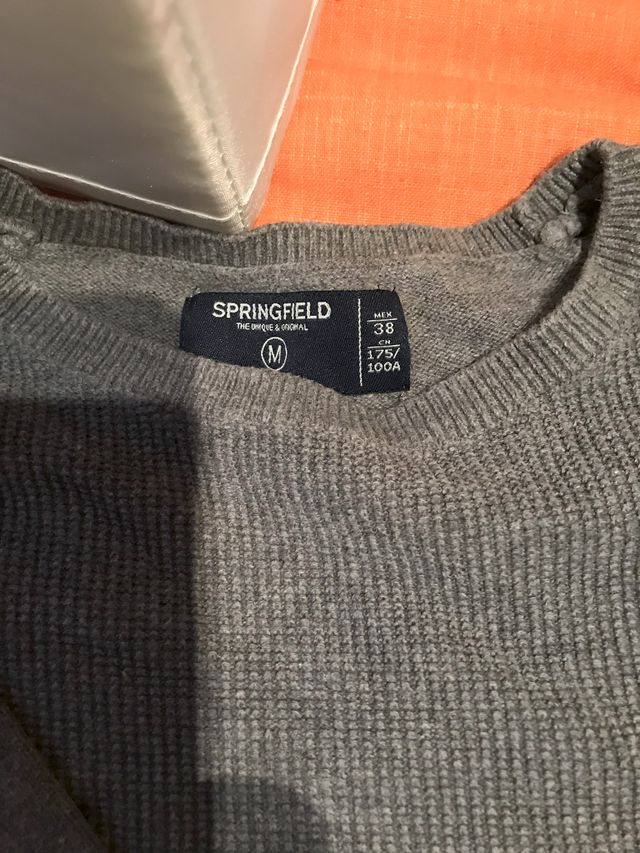 SPRINGFIELD
THE UNIQUE & ORIGINAL
M
MEX
38
CN
175/
100A